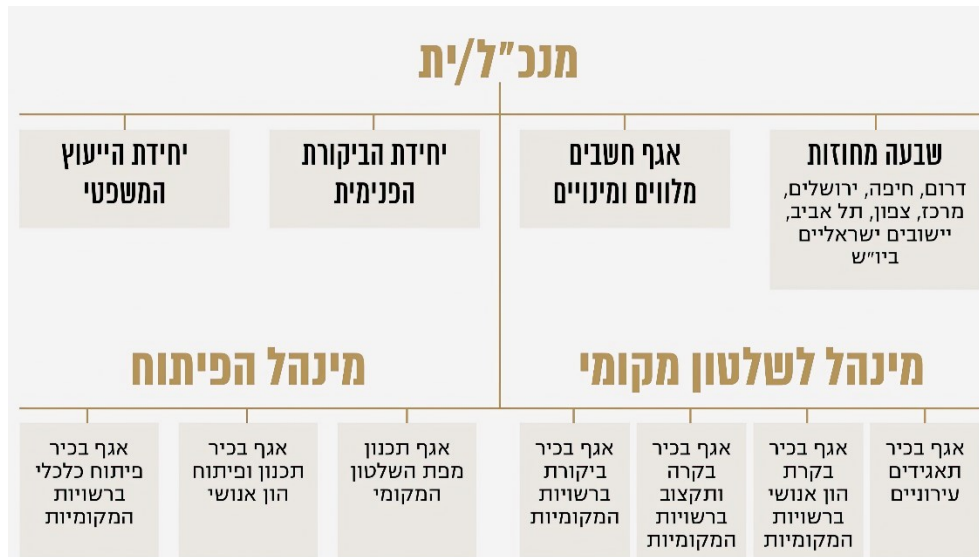 מנכ"ל/ית
שבעה מחוזות
דרום, חיפה, ירושלים,
מרכז, צפון, תל אביב,
יישובים ישראליים
ביו"ש
אגף חשבים
מלווים ומינויים
יחידת הביקורת
הפנימית
יחידת הייעוץ
המשפטי
מינהל לשלטון מקומי
אגף בכיר
תאגידים
עירוניים
אגף בכיר
בקרת
הון אנושי
ברשויות
המקומיות
אגף בכיר
בקרה
ותקצוב
ברשויות
המקומיות
אגף בכיר
ביקורת
ברשויות
המקומיות
מינהל הפיתוח
אגף תכנון
מפת השלטון
המקומי
אגף בכיר
תכנון ופיתוח
הון אנושי
אגף בכיר
פיתוח כלכלי
ברשויות
המקומיות